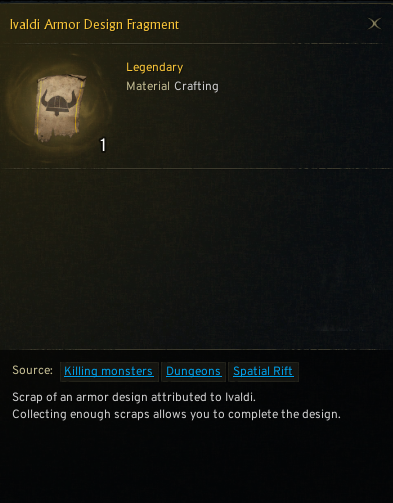 Ivaldi Armor Design Fragment
Legendary
Material Crafting
1
Source: Killing monsters Dungeons Spatial Rift
Scrap of an armor design attributed to Ivaldi.
Collecting enough scraps allows you to complete the design.